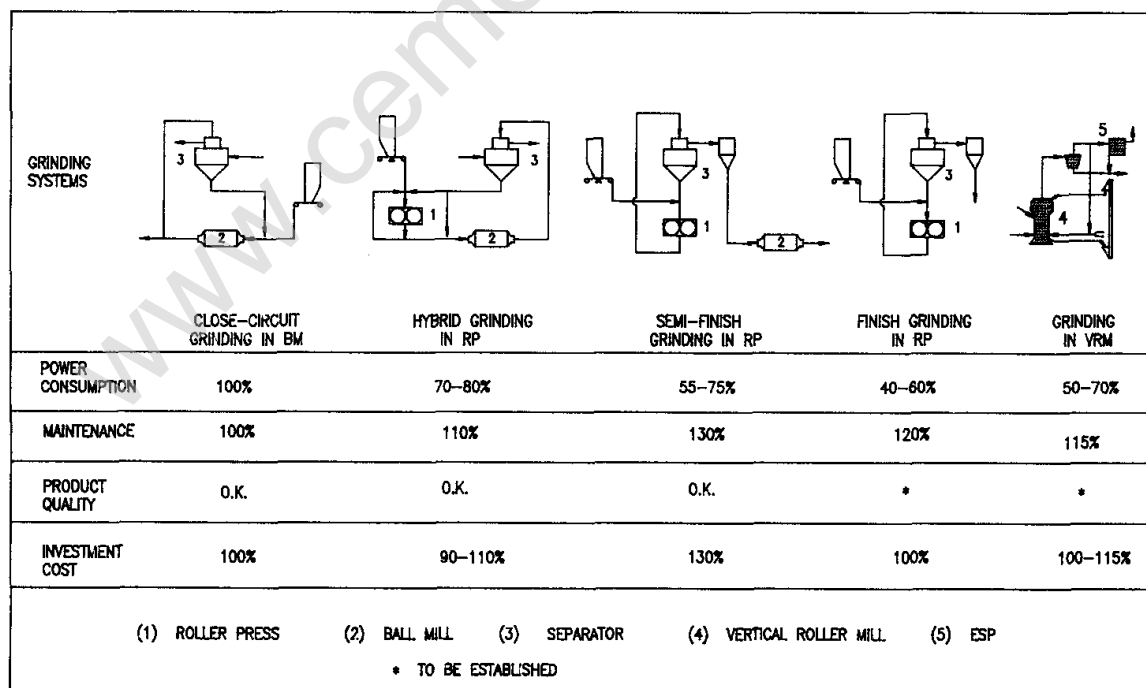 www.ceme
GRINDING
SYSTEMS
3
2
1
3
2
3
1
2
3
1
5
4
CLOSE-CIRCUIT
GRINDING IN BM
HYBRID GRINDING
IN RP
SEMI-FINISH
GRINDING IN RP
FINISH GRINDING
IN RP
GRINDING
IN VRM
POWER
CONSUMPTION 100% 70-80% 55-75% 40-60% 50-70%
MAINTENANCE 100% 110% 130% 120% 115%
PRODUCT
QUALITY O.K. O.K. O.K. * *
INVESTMENT
COST 100% 90-110% 130% 100% 100-115%
(1) ROLLER PRESS (2) BALL MILL (3) SEPARATOR (4) VERTICAL ROLLER MILL (5) ESP
* TO BE ESTABLISHED